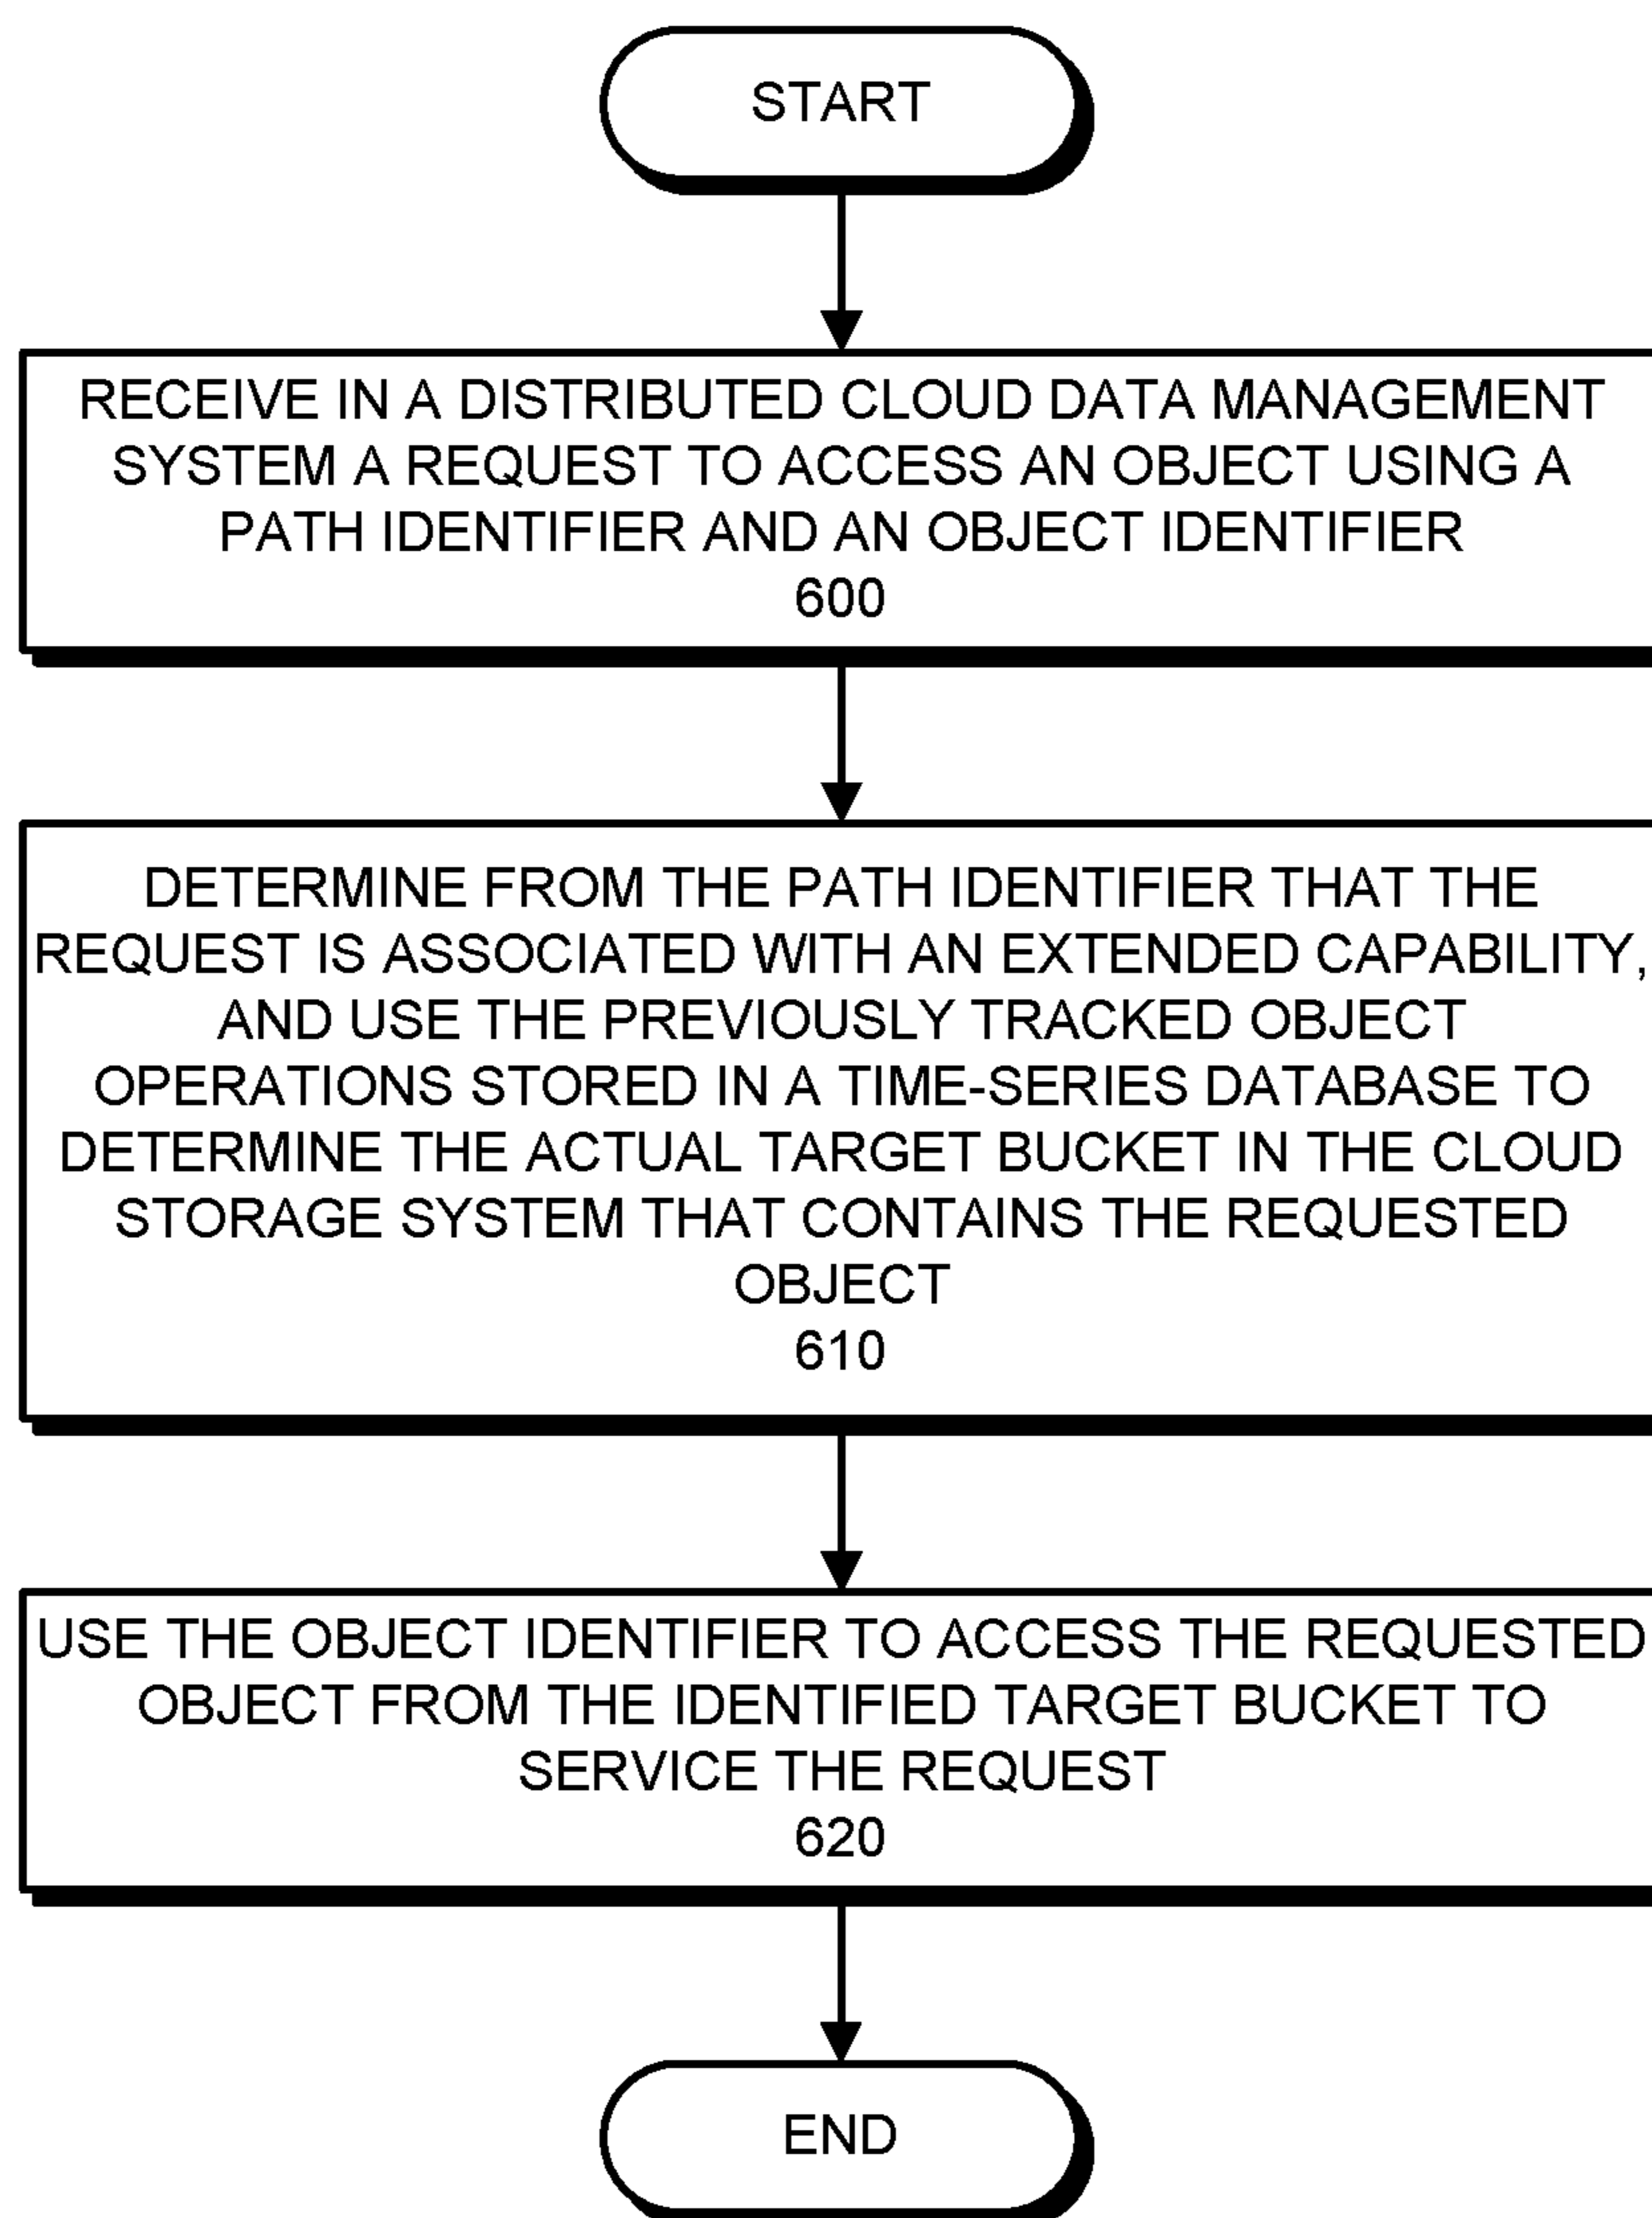 START
RECEIVE IN A DISTRIBUTED CLOUD DATA MANAGEMENT
SYSTEM A REQUEST TO ACCESS AN OBJECT USING A
PATH IDENTIFIER AND AN OBJECT IDENTIFIER
600
DETERMINE FROM THE PATH IDENTIFIER THAT THE
REQUEST IS ASSOCIATED WITH AN EXTENDED CAPABILITY,
AND USE THE PREVIOUSLY TRACKED OBJECT
OPERATIONS STORED IN A TIME-SERIES DATABASE TO
DETERMINE THE ACTUAL TARGET BUCKET IN THE CLOUD
STORAGE SYSTEM THAT CONTAINS THE REQUESTED
OBJECT
610
USE THE OBJECT IDENTIFIER TO ACCESS THE REQUESTED
OBJECT FROM THE IDENTIFIED TARGET BUCKET TO
SERVICE THE REQUEST
620
END